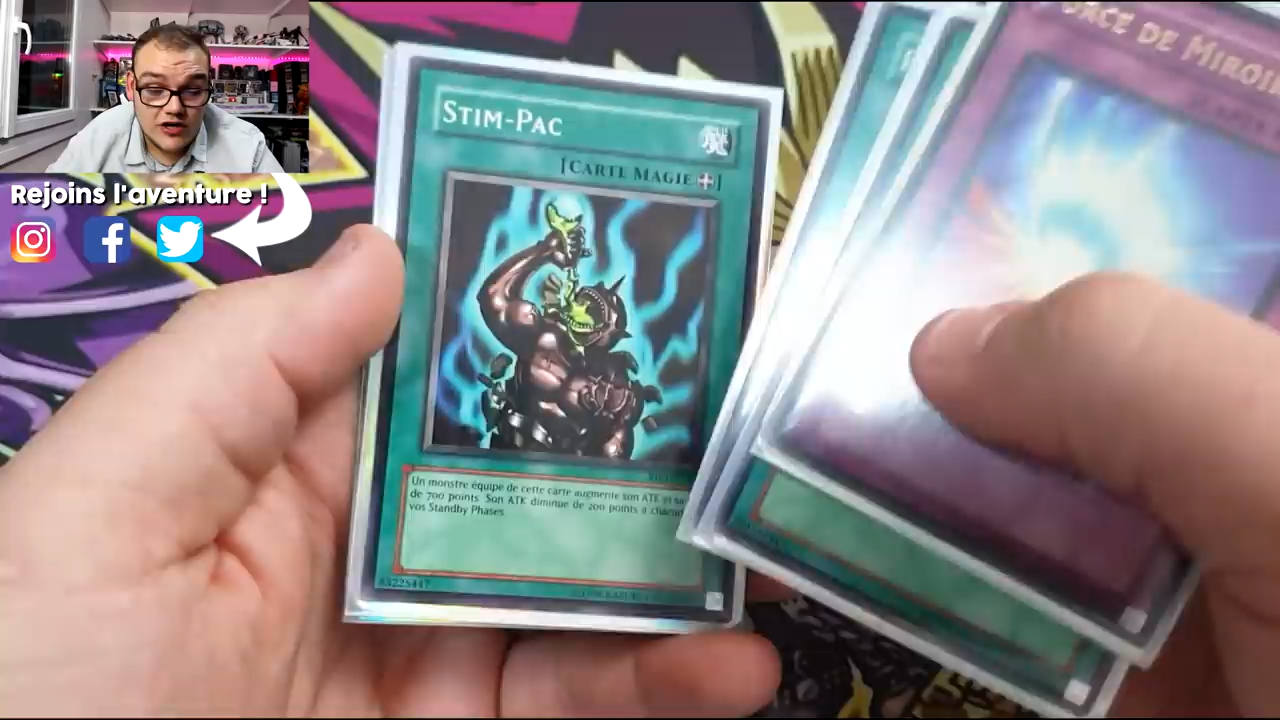 Rejoins l'aventure !
STIM-PAC
[CARTE MAGIE]
Un monstre équipé de cette carte augmente son ATK et sa
de 700 points. Son ATK diminue de 200 points à chacune
vos Standby Phases
83225447
DE MIROIR